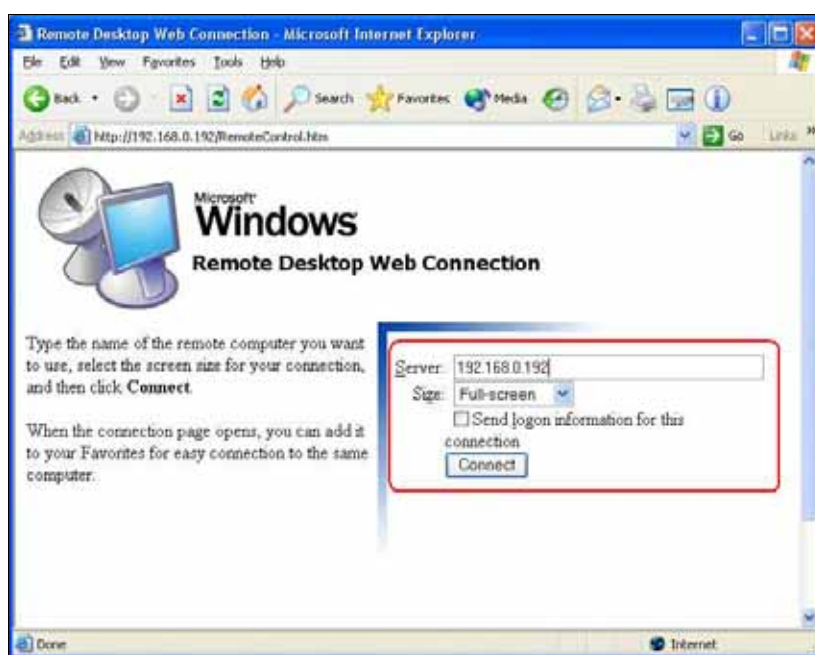 Remote Desktop Web Connection - Microsoft Internet Explorer
File Edit View Favorites Tools Help
Back Search Favorites Media
Address http://192.168.0.192/RemoteControl.htm Go Links »
Microsoft
Windows
Remote Desktop Web Connection
Type the name of the remote computer you want
to use, select the screen size for your connection,
and then click Connect.
When the connection page opens, you can add it
to your Favorites for easy connection to the same
computer.
Server: 192.168.0.192
Size: Full-screen
Send logon information for this
connection
Connect
Done Internet